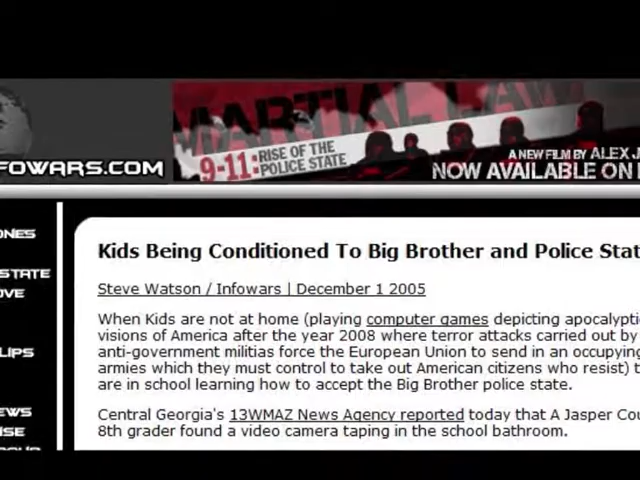 MARTIAL LAW
9-11: RISE OF THE
POLICE STATE
A NEW FILM BY ALEX J
NOW AVAILABLE ON
FOWARS.COM
ONES
STATE
OVE
LIPS
EWS
ISE
Kids Being Conditioned To Big Brother and Police Stat
Steve Watson / Infowars | December 1 2005
When Kids are not at home (playing computer games depicting apocalypti
visions of America after the year 2008 where terror attacks carried out by
anti-government militias force the European Union to send in an occupying
armies which they must control to take out American citizens who resist) t
are in school learning how to accept the Big Brother police state.
Central Georgia's 13WMAZ News Agency reported today that A Jasper Cou
8th grader found a video camera taping in the school bathroom.